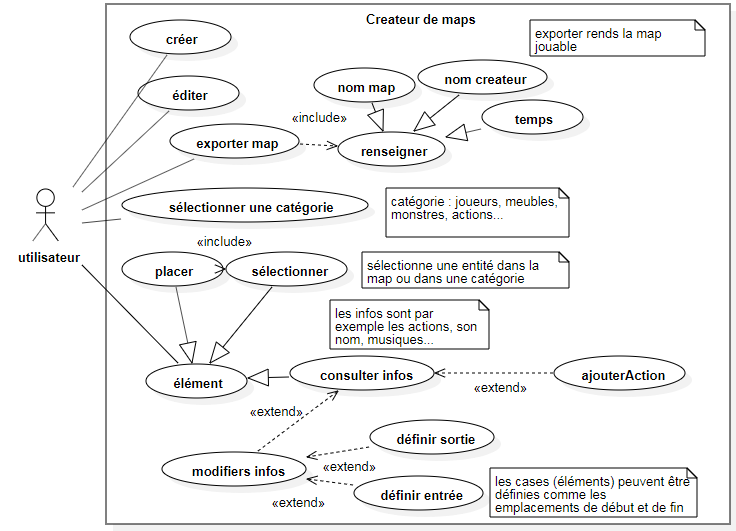 Createur de maps
créer
exporter rends la map
jouable
éditer
nom map
nom createur
temps
«include»
exporter map
renseigner
sélectionner une catégorie
catégorie : joueurs, meubles,
monstres, actions...
utilisateur
«include»
placer
sélectionner
sélectionne une entité dans la
map ou dans une catégorie
les infos sont par
exemple les actions, son
nom, musiques...
élément
consulter infos
«extend»
ajouterAction
«extend»
définir sortie
modifiers infos
«extend»
définir entrée
«extend»
les cases (éléments) peuvent être
définies comme les
emplacements de début et de fin